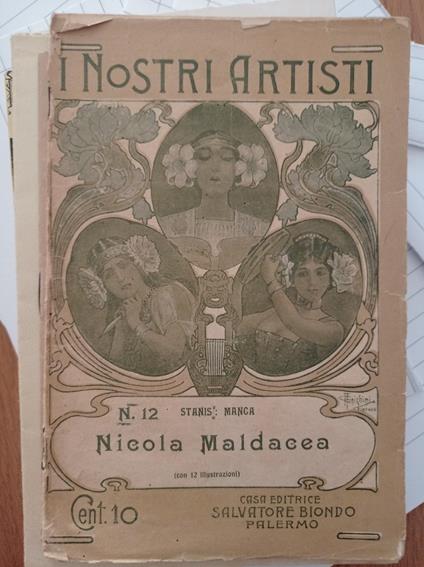 I NOSTRI ARTISTI
N. 12 STANIS: MANCA
Nicola Maldacea
(con 12 illustrazioni)
Cent. 10
CASA EDITRICE
SALVATORE BIONDO
PALERMO